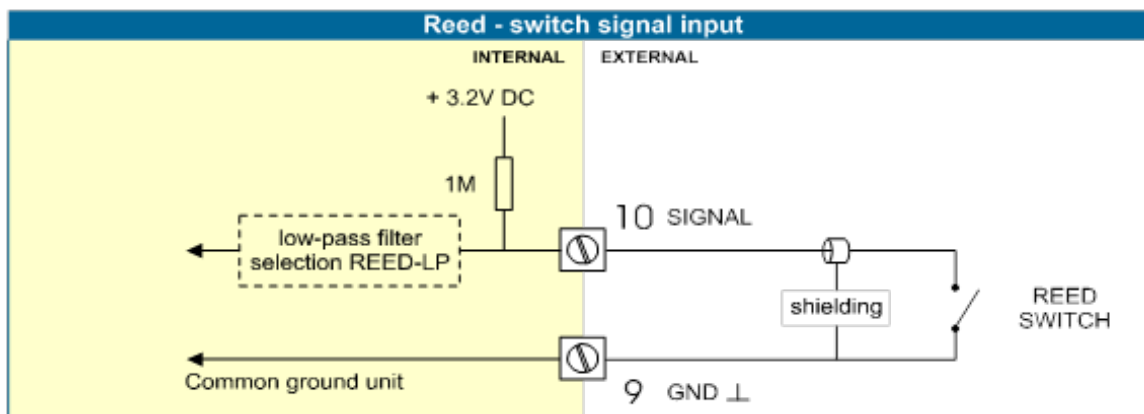 Reed - switch signal input
INTERNAL
EXTERNAL
+ 3.2V DC
1M
10 SIGNAL
low-pass filter
selection REED-LP
shielding
REED
SWITCH
Common ground unit
9 GND ⊥